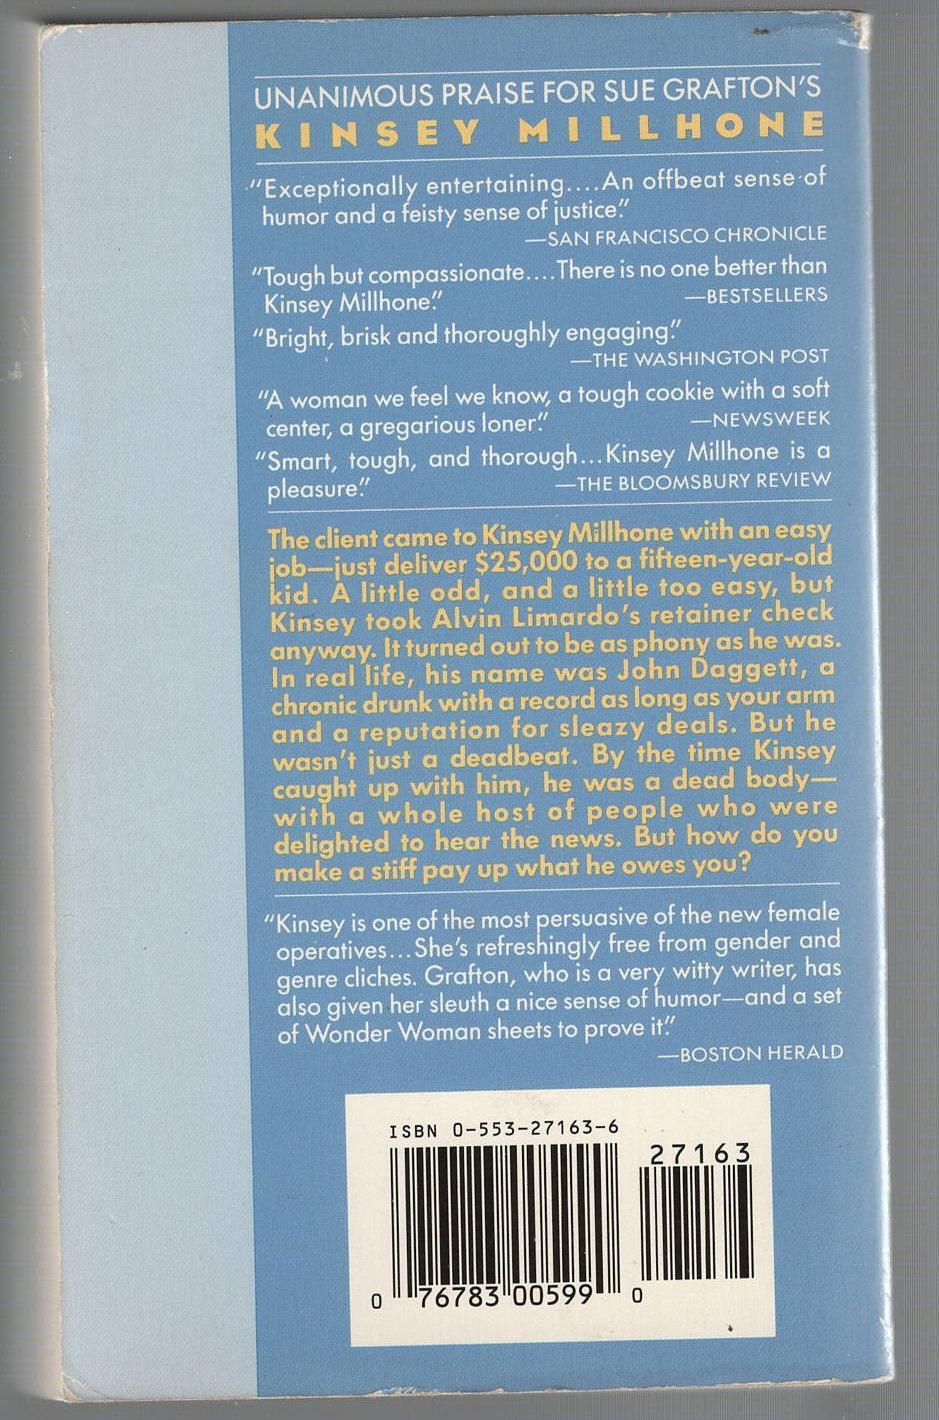 UNANIMOUS PRAISE FOR SUE GRAFTON'S
KINSEY MILLHONE
"Exceptionally entertaining....An offbeat sense of
humor and a feisty sense of justice."
—SAN FRANCISCO CHRONICLE
"Tough but compassionate....There is no one better than
Kinsey Millhone." —BESTSELLERS
"Bright, brisk and thoroughly engaging."
—THE WASHINGTON POST
"A woman we feel we know, a tough cookie with a soft
center, a gregarious loner." —NEWSWEEK
"Smart, tough, and thorough...Kinsey Millhone is a
pleasure." —THE BLOOMSBURY REVIEW
The client came to Kinsey Millhone with an easy
job—just deliver $25,000 to a fifteen-year-old
kid. A little odd, and a little too easy, but
Kinsey took Alvin Limardo's retainer check
anyway. It turned out to be as phony as he was.
In real life, his name was John Daggett, a
chronic drunk with a record as long as your arm
and a reputation for sleazy deals. But he
wasn't just a deadbeat. By the time Kinsey
caught up with him, he was a dead body—
with a whole host of people who were
delighted to hear the news. But how do you
make a stiff pay up what he owes you?
"Kinsey is one of the most persuasive of the new female
operatives...She's refreshingly free from gender and
genre cliches. Grafton, who is a very witty writer, has
also given her sleuth a nice sense of humor—and a set
of Wonder Woman sheets to prove it."
—BOSTON HERALD
ISBN 0-553-27163-6
27163
0 76783 00599 0